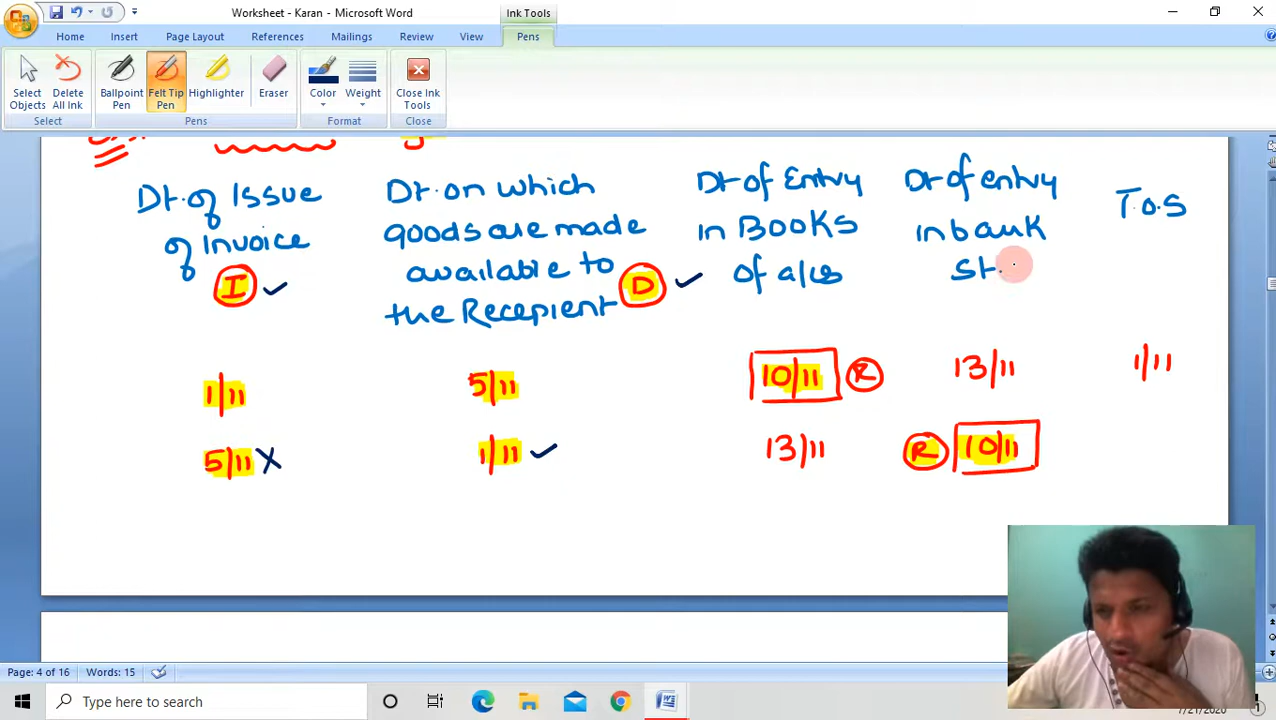 Worksheet - Karan - Microsoft Word
Ink Tools
Home
Insert
Page Layout
References
Mailings
Review
View
Pens
Select Objects
Delete All Ink
Ballpoint Pen
Felt Tip Pen
Highlighter
Eraser
Color
Weight
Close Ink Tools
Select
Pens
Format
Close
Dt. of Issue
of Invoice
I
Dt. on which
goods are made
available to
the Recepient
D
Dt of Entry
in Books
of a/cs
Dt of entry
in bank
St.
T.O.S
1/11 5/11 10/11 R 13/11 1/11
5/11 1/11 13/11 R 10/11
Page: 4 of 16
Words: 15
Type here to search
7/21/2020